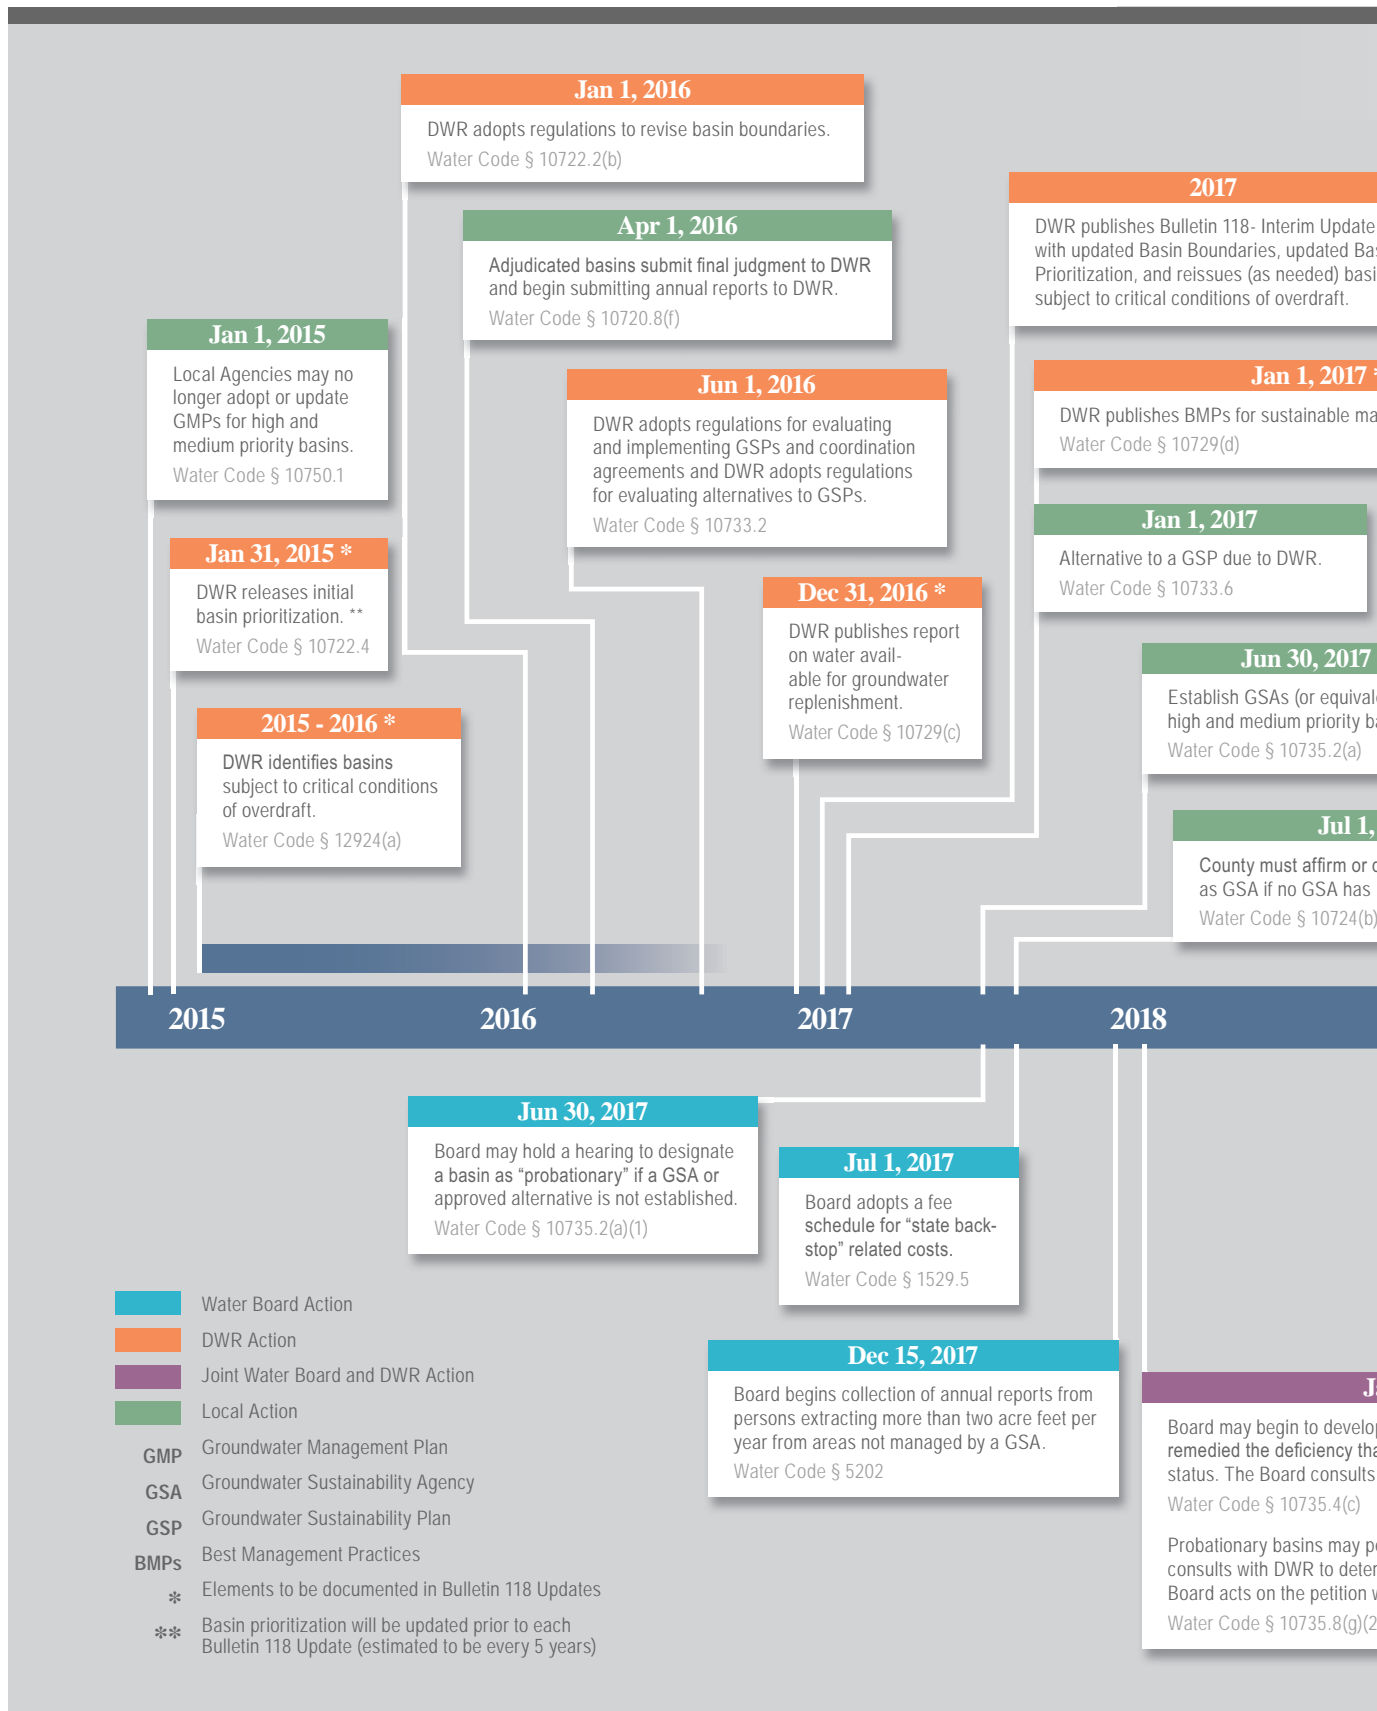 Jan 1, 2016
DWR adopts regulations to revise basin boundaries.
Water Code § 10722.2(b)
2017
DWR publishes Bulletin 118- Interim Update
with updated Basin Boundaries, updated
Prioritization, and reissues (as needed)
subject to critical conditions of overdraft.
Apr 1, 2016
Adjudicated basins submit final judgment to DWR
and begin submitting annual reports to DWR.
Water Code § 10720.8(f)
Jan 1, 2015
Local Agencies may no
longer adopt or update
GMPs for high and
medium priority basins.
Water Code § 10750.1
Jun 1, 2016
DWR adopts regulations for evaluating
and implementing GSPs and coordination
agreements and DWR adopts regulations
for evaluating alternatives to GSPs.
Water Code § 10733.2
Jan 1, 2017 *
DWR publishes BMPs for sustainable
Water Code § 10729(d)
Jan 1, 2017
Alternative to a GSP due to DWR.
Water Code § 10733.6
Jan 31, 2015 *
DWR releases initial
basin prioritization. **
Water Code § 10722.4
Dec 31, 2016 *
DWR publishes report
on water avail-
able for groundwater
replenishment.
Water Code § 10729(c)
Jun 30, 2017
Establish GSAs (or
high and medium priority
Water Code § 10735.2(a)
2015 - 2016 *
DWR identifies basins
subject to critical conditions
of overdraft.
Water Code § 12924(a)
Jul 1,
County must affirm or
as GSA if no GSA has
Water Code § 10724(b)
2015 2016 2017 2018
Jun 30, 2017
Board may hold a hearing to designate
a basin as “probationary” if a GSA or
approved alternative is not established.
Water Code § 10735.2(a)(1)
Jul 1, 2017
Board adopts a fee
schedule for “state back-
stop” related costs.
Water Code § 1529.5
Dec 15, 2017
Board begins collection of annual reports from
persons extracting more than two acre feet per
year from areas not managed by a GSA.
Water Code § 5202
Board may begin to
remedied the deficiency
status. The Board consults
Water Code § 10735.4(c)
Probationary basins may
consults with DWR to
Board acts on the petition
Water Code § 10735.8(g)(2
Water Board Action
DWR Action
Joint Water Board and DWR Action
Local Action
GMP Groundwater Management Plan
GSA Groundwater Sustainability Agency
GSP Groundwater Sustainability Plan
BMPs Best Management Practices
* Elements to be documented in Bulletin 118 Updates
** Basin prioritization will be updated prior to each
Bulletin 118 Update (estimated to be every 5 years)